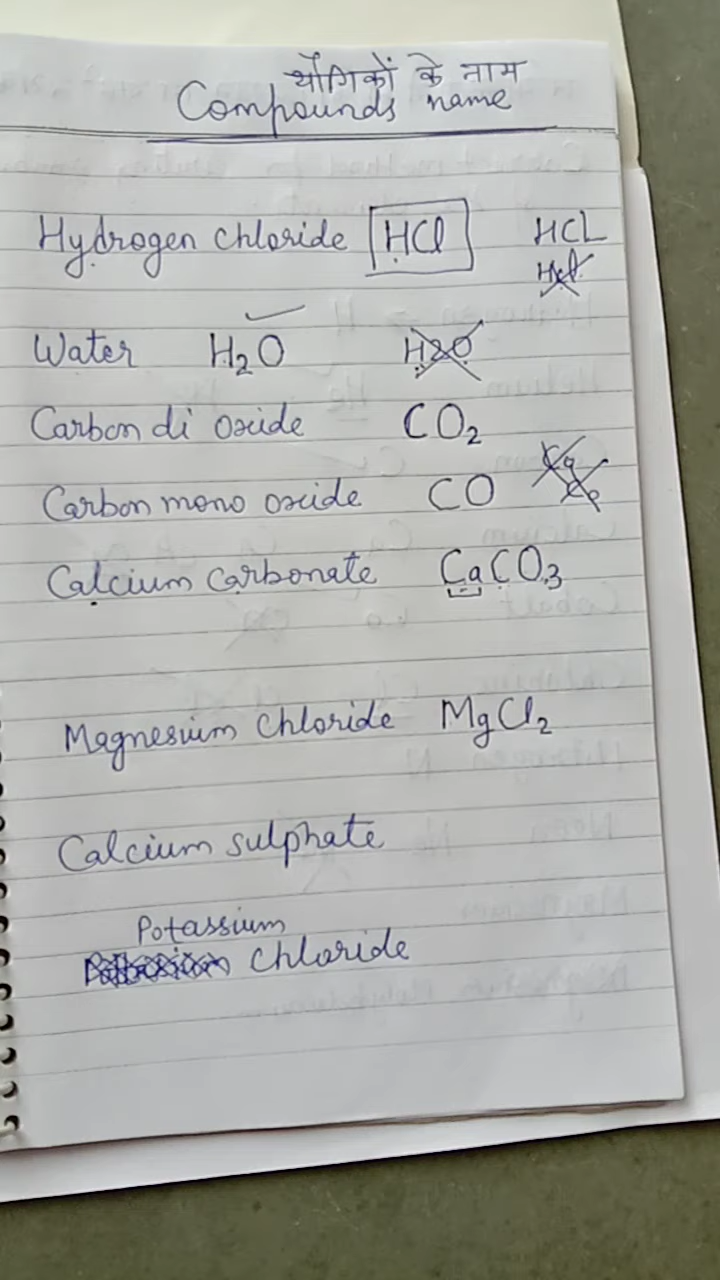 यौगिकों के नाम
Compounds name
Hydrogen chloride HCl HCL
Water H₂O H2O
Carbon di oxide CO₂
Carbon mono oxide CO
Calcium carbonate CaCO₃
Magnesium chloride MgCl₂
Calcium sulphate
Potassium
Chloride